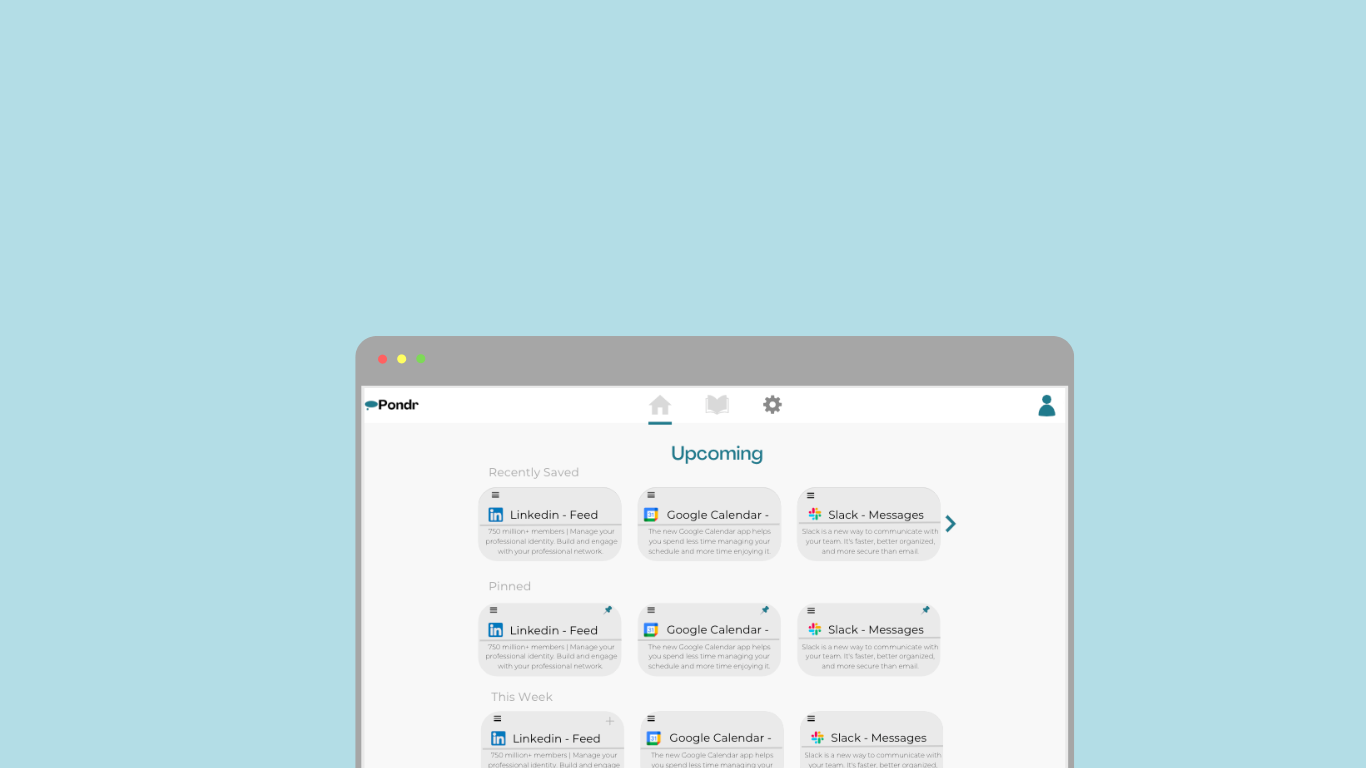 Pondr
Upcoming
Recently Saved
Linkedin - Feed
750 million+ members | Manage your
professional identity. Build and engage
with your professional network
31
Google Calendar -
The new Google Calendar app helps
you spend less time managing your
schedule and more time enjoying it.
Slack - Messages
Slack is a new way to communicate with
your team. It's faster, better organized,
and more secure than email.
Pinned
Linkedin - Feed
750 million+ members | Manage your
professional identity. Build and engage
with your professional network
31
Google Calendar -
The new Google Calendar app helps
you spend less time managing your
schedule and more time enjoying it.
Slack - Messages
Slack is a new way to communicate with
your team. It's faster, better organized,
and more secure than email.
This Week
Linkedin - Feed
750 million+ members | Manage your
professional identity. Build and engage
31
Google Calendar -
The new Google Calendar app helps
you spend less time managing your
Slack - Messages
Slack is a new way to communicate with
your team. It's faster, better organized,